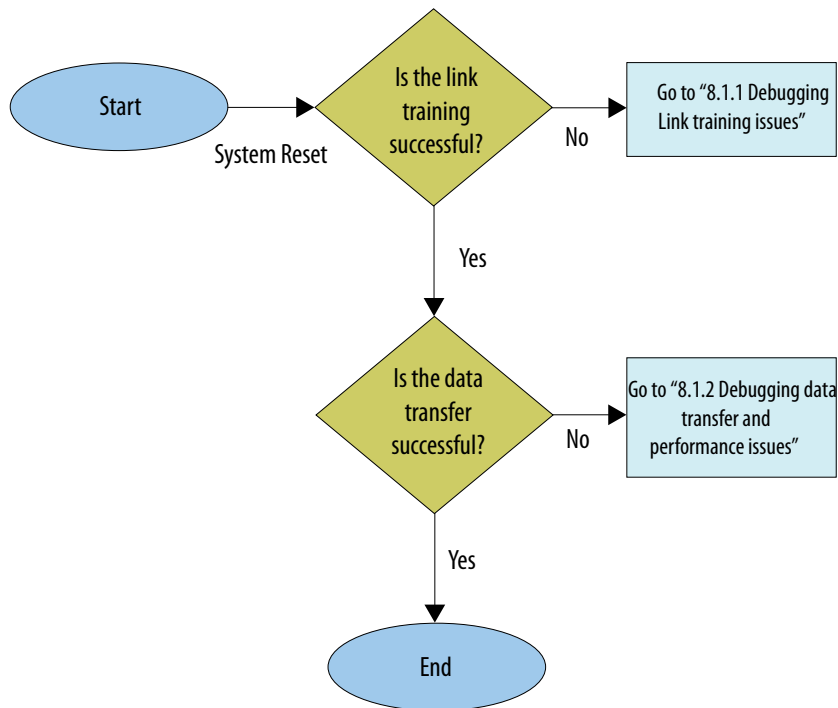 Start
System Reset
Is the link
training
successful?
No
Go to “8.1.1 Debugging
Link training issues”
Yes
Is the data
transfer
successful?
No
Go to “8.1.2 Debugging data
transfer and
performance issues”
Yes
End